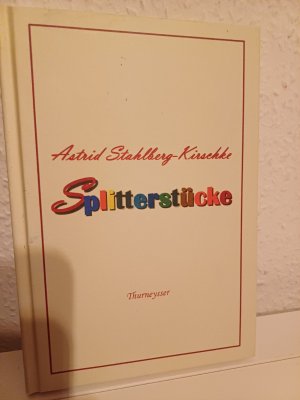 Astrid Stahlberg-Kirschke
Splitterstücke
Thurneysser